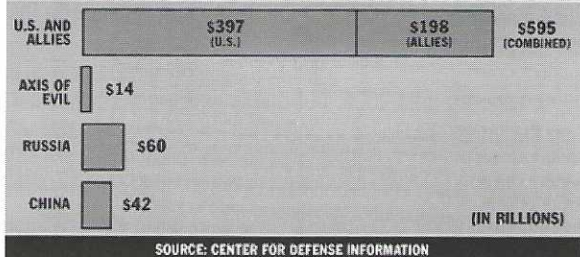 U.S. AND ALLIES
$397 (U.S.)
$198 (ALLIES)
$595 (COMBINED)
AXIS OF EVIL
$14
RUSSIA
$60
CHINA
$42
(IN RILLIONS)
SOURCE: CENTER FOR DEFENSE INFORMATION